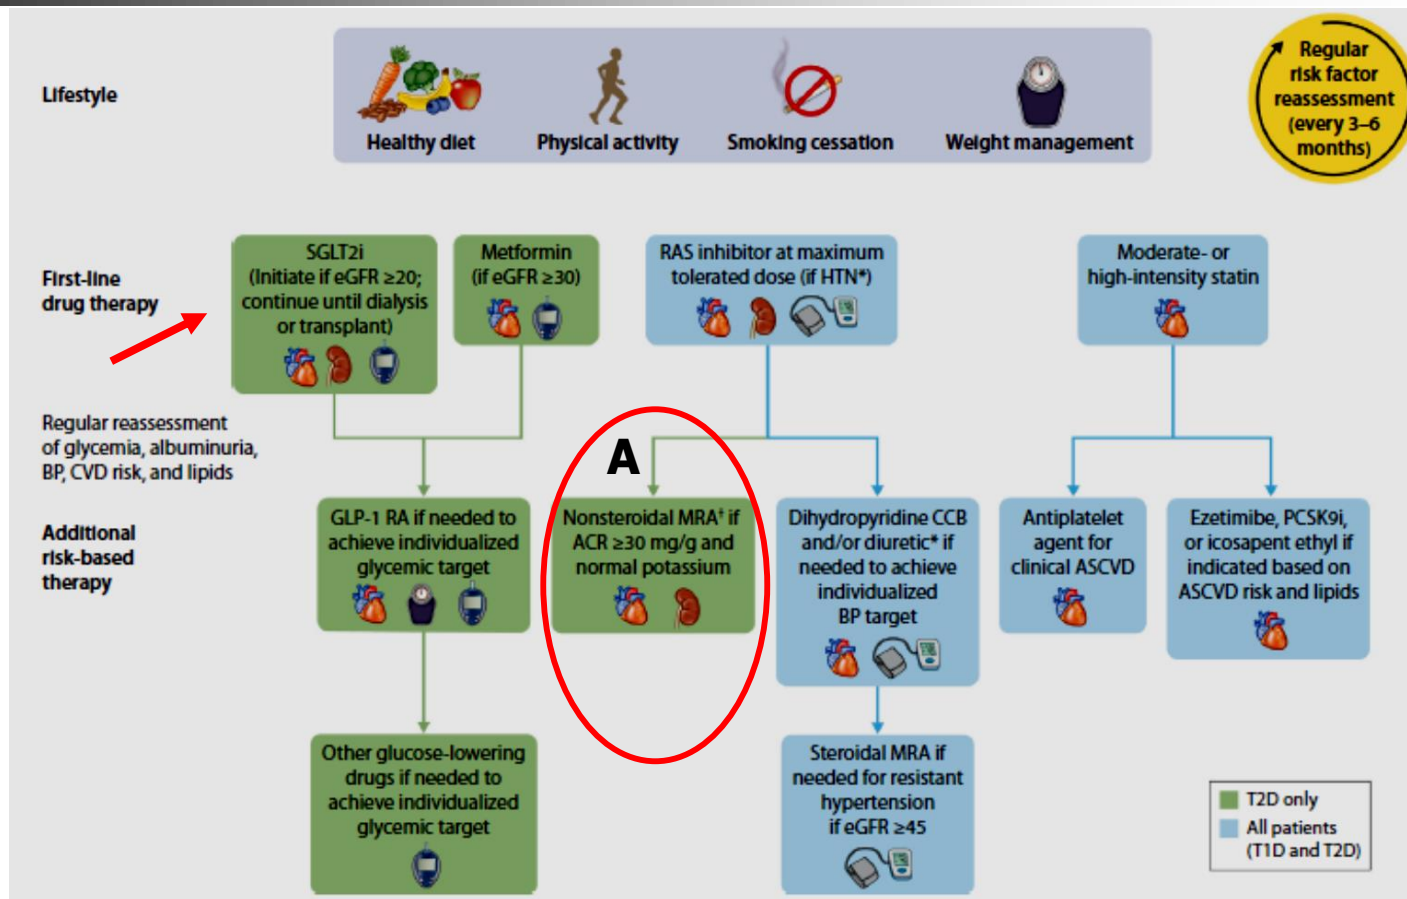 Lifestyle
Healthy diet
Physical activity
Smoking cessation
Weight management
Regular
risk factor
reassessment
(every 3–6
months)
First-line
drug therapy
SGLT2i
(Initiate if eGFR ≥20;
continue until dialysis
or transplant)
Metformin
(if eGFR ≥30)
RAS inhibitor at maximum
tolerated dose (if HTN*)
Moderate- or
high-intensity statin
Regular reassessment
of glycemia, albuminuria,
BP, CVD risk, and lipids
A
Additional
risk-based
therapy
GLP-1 RA if needed to
achieve individualized
glycemic target
Nonsteroidal MRA† if
ACR ≥30 mg/g and
normal potassium
Dihydropyridine CCB
and/or diuretic* if
needed to achieve
individualized
BP target
Antiplatelet
agent for
clinical ASCVD
Ezetimibe, PCSK9i,
or icosapent ethyl if
indicated based on
ASCVD risk and lipids
Other glucose-lowering
drugs if needed to
achieve individualized
glycemic target
Steroidal MRA if
needed for resistant
hypertension
if eGFR ≥45
T2D only
All patients
(T1D and T2D)